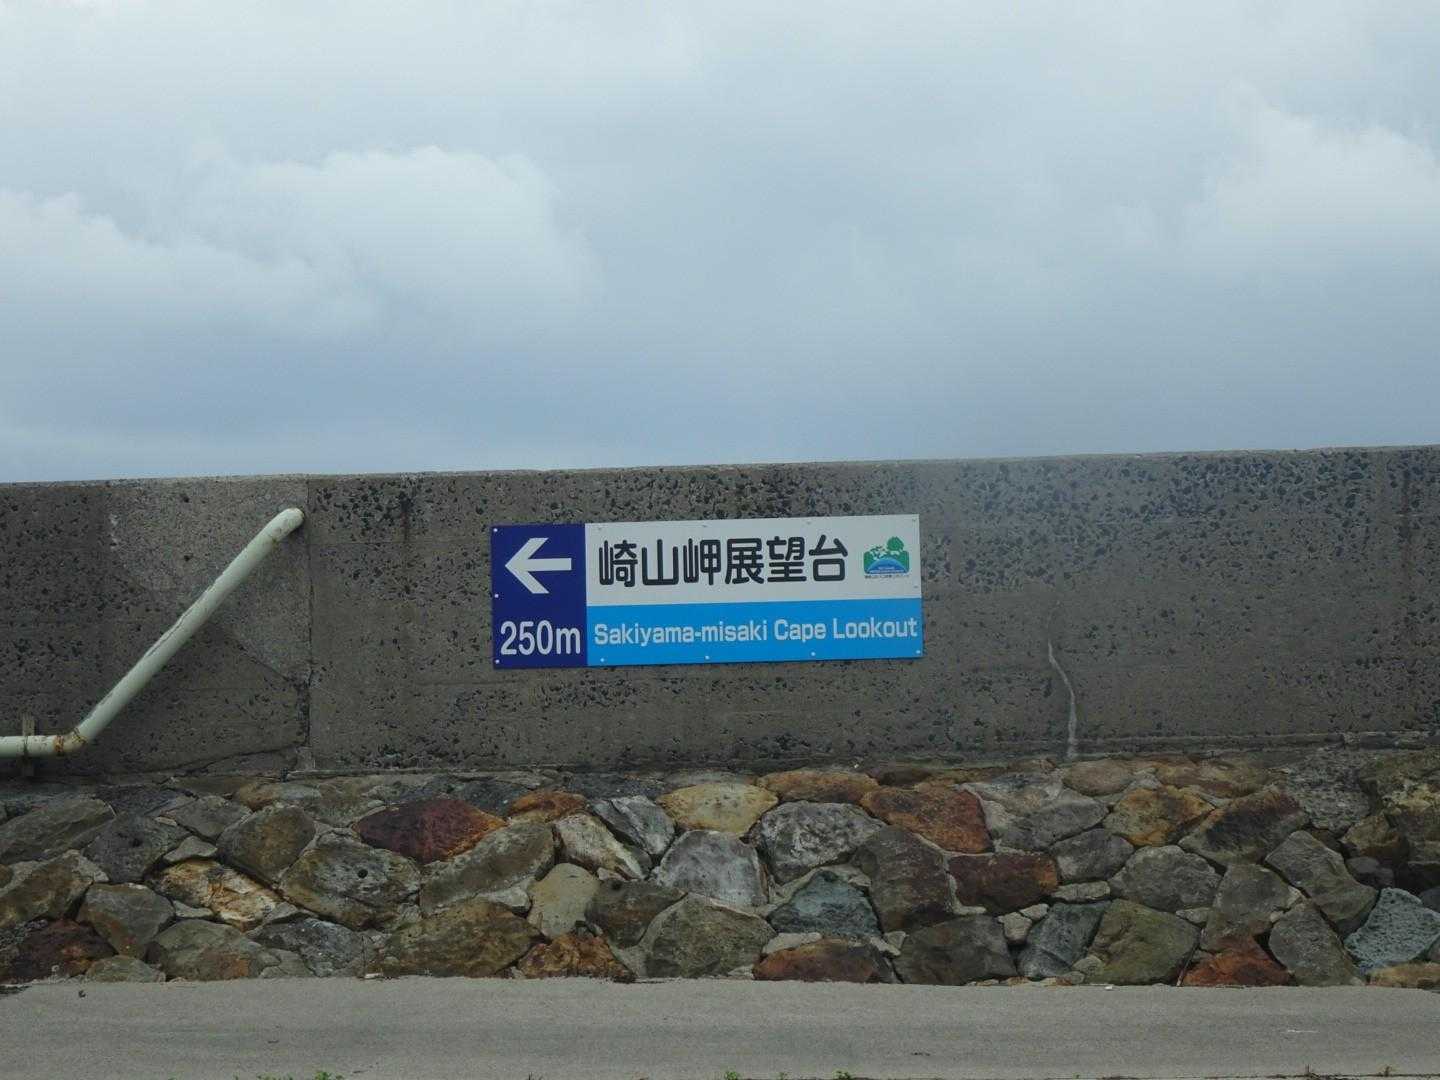 崎山岬展望台
250m
Sakiyama-misaki Cape Lookout